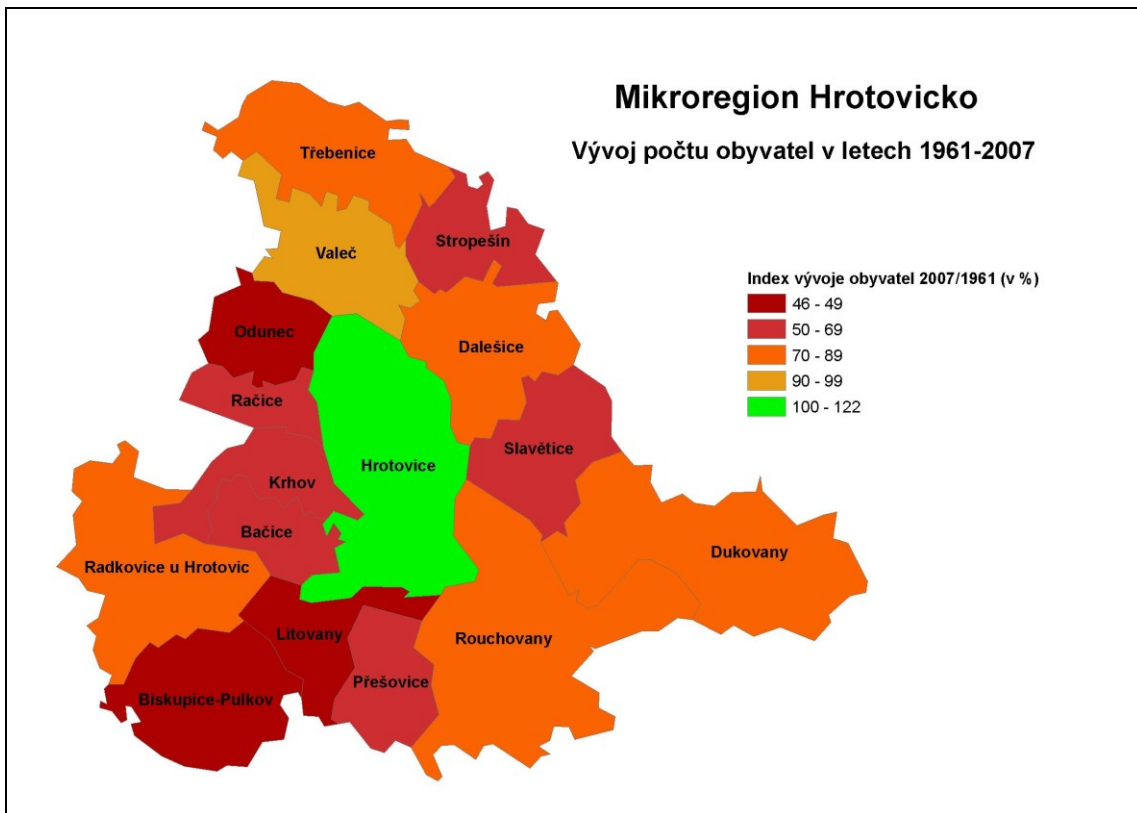 Mikroregion Hrotovicko
Vývoj počtu obyvatel v letech 1961-2007
Třebenice
Stropešín
Valeč
Index vývoje obyvatel 2007/1961 (v %)
46 - 49
50 - 69
70 - 89
90 - 99
100 - 122
Odunec
Dalešice
Račice
Slavětice
Hrotovice
Krhov
Bačice
Dukovany
Radkovice u Hrotovic
Litovany
Rouchovany
Přešovice
Biskupice-Pulkov